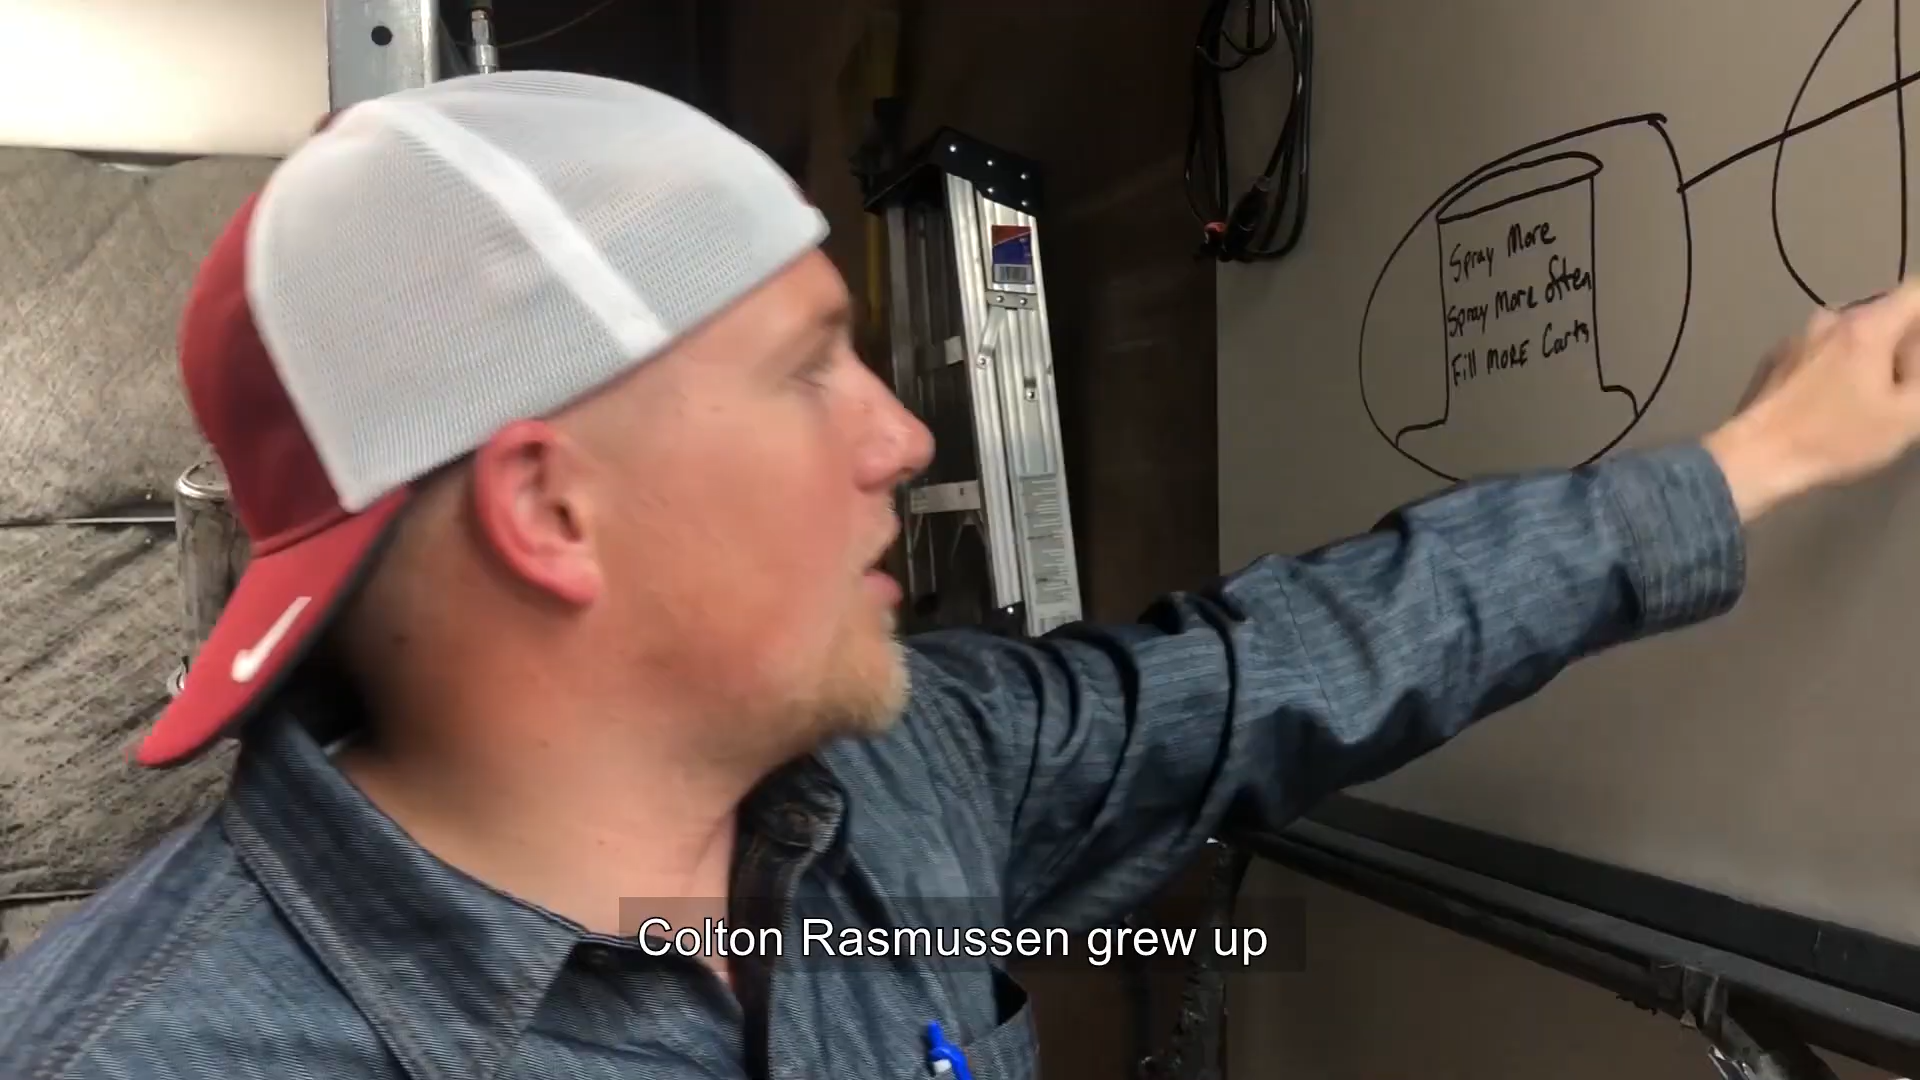 Spray More
Spray More often
Fill MORE Carts
Colton Rasmussen grew up